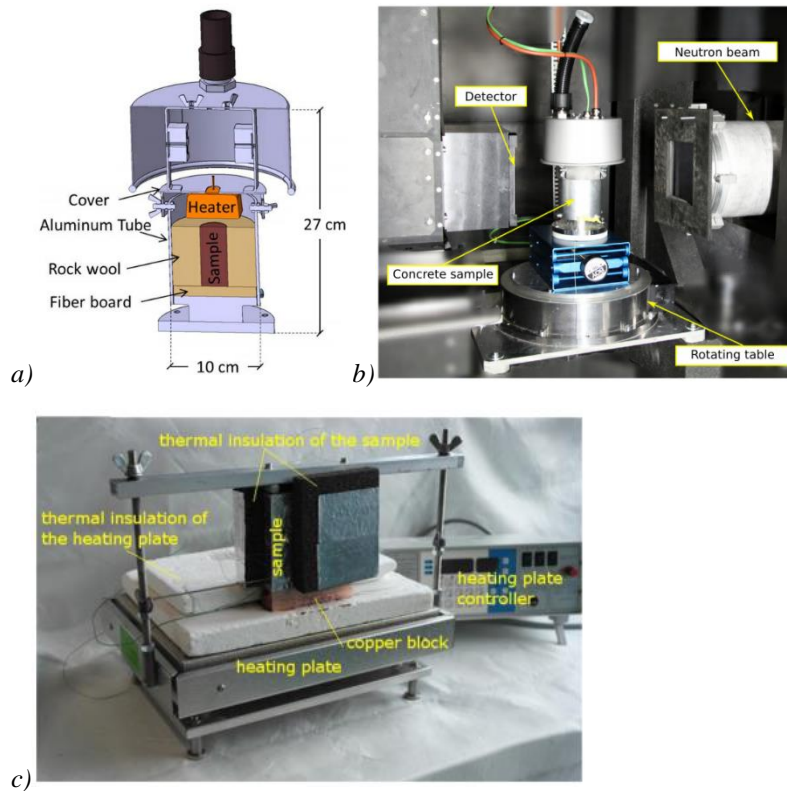 Cover
Aluminum Tube
Rock wool
Fiber board
Heater
Sample
27 cm
10 cm
a)
Neutron beam
Detector
Concrete sample
Rotating table
b)
thermal insulation of the sample
thermal insulation of
the heating plate
sample
heating plate
controller
copper block
heating plate
c)